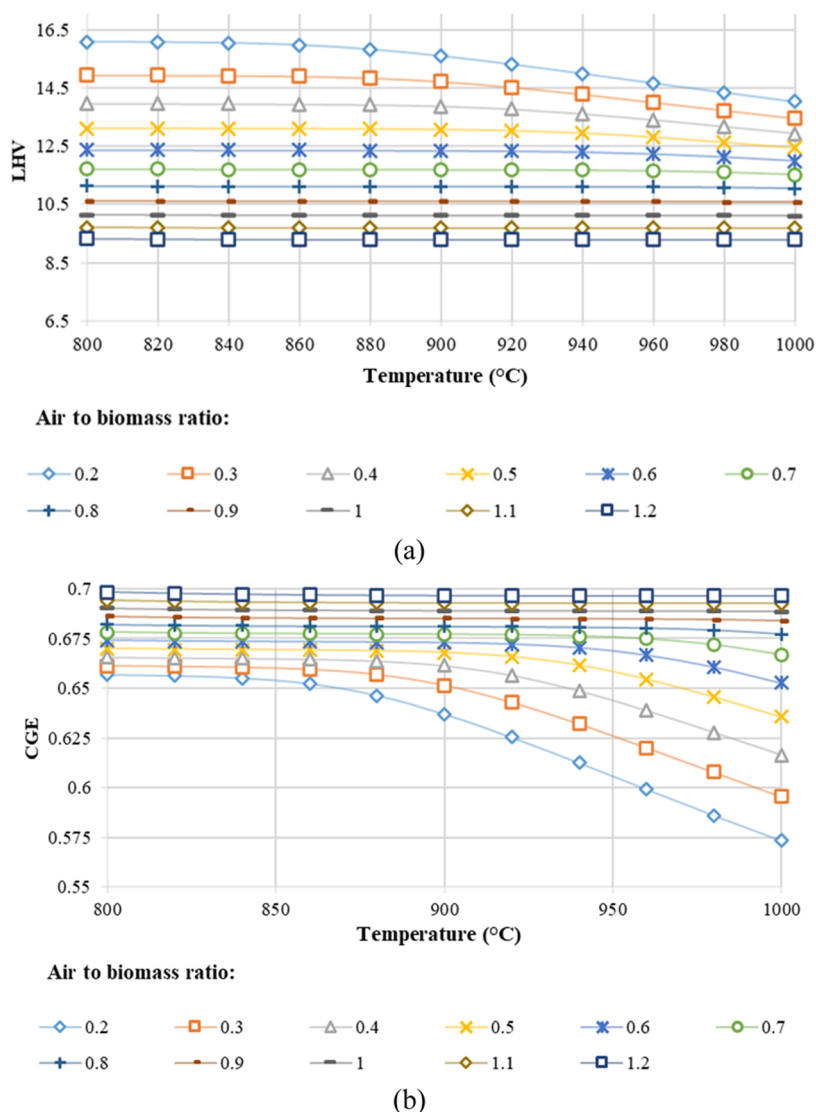 16.5
14.5
12.5
10.5
8.5
6.5
LHV
800 820 840 860 880 900 920 940 960 980 1000
Temperature (°C)
Air to biomass ratio:
0.2 0.3 0.4 0.5 0.6 0.7
0.8 0.9 1 1.1 1.2
(a)
0.7
0.675
0.65
0.625
0.6
0.575
0.55
CGE
800 850 900 950 1000
Temperature (°C)
Air to biomass ratio:
0.2 0.3 0.4 0.5 0.6 0.7
0.8 0.9 1 1.1 1.2
(b)